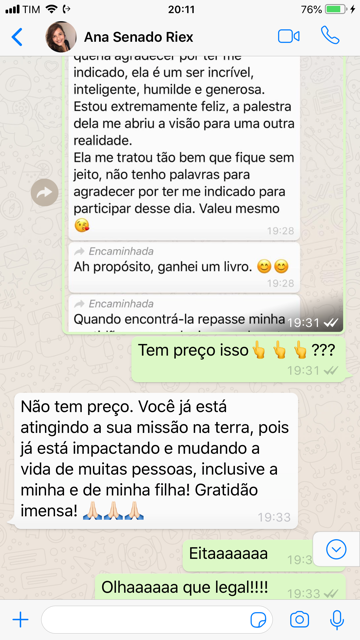 TIM 20:11 76%
Ana Senado Riex
queria agradecer por ter me
indicado, ela é um ser incrível,
inteligente, humilde e generosa.
Estou extremamente feliz, a palestra
dela me abriu a visão para uma outra
realidade.
Ela me tratou tão bem que fique sem
jeito, não tenho palavras para
agradecer por ter me indicado para
participar desse dia. Valeu mesmo
😘
19:28
Encaminhada
Ah propósito, ganhei um livro. 😊😊
19:28
Encaminhada
Quando encontrá-la repasse minha
19:31
Tem preço isso👆👆👆???
19:31
Não tem preço. Você já está
atingindo a sua missão na terra, pois
já está impactando e mudando a
vida de muitas pessoas, inclusive a
minha e de minha filha! Gratidão
imensa! 🙏🏻🙏🏻🙏🏻
19:33
Eitaaaaaaa
Olhaaaaaa que legal!!!!
19:33